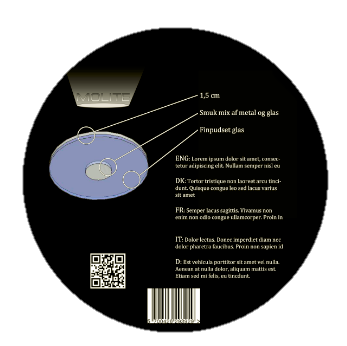 MOLITE
1,5 cm
Smuk mix af metal og glas
Finpudset glas
ENG: Lorem ipsum dolor sit amet, consec-
tetur adipiscing elit. Nullam semper nisl eu
DK: Tortor tristique non laoreet arcu tinci-
dunt. Quisque congue leo sed lacus varius
sit amet
FR: Semper lacus sagittis. Vivamus non
enim non odio congue ullamcorper. Proin in
IT: Dolor lectus. Donec imperdiet diam nec
dolor pharetra faucibus. Proin non sapien id
D: Est vehicula porttitor sit amet vel nulla.
Aenean at nulla dolor, aliquam mattis est.
Etiam sed mi felis, eu tincidunt.